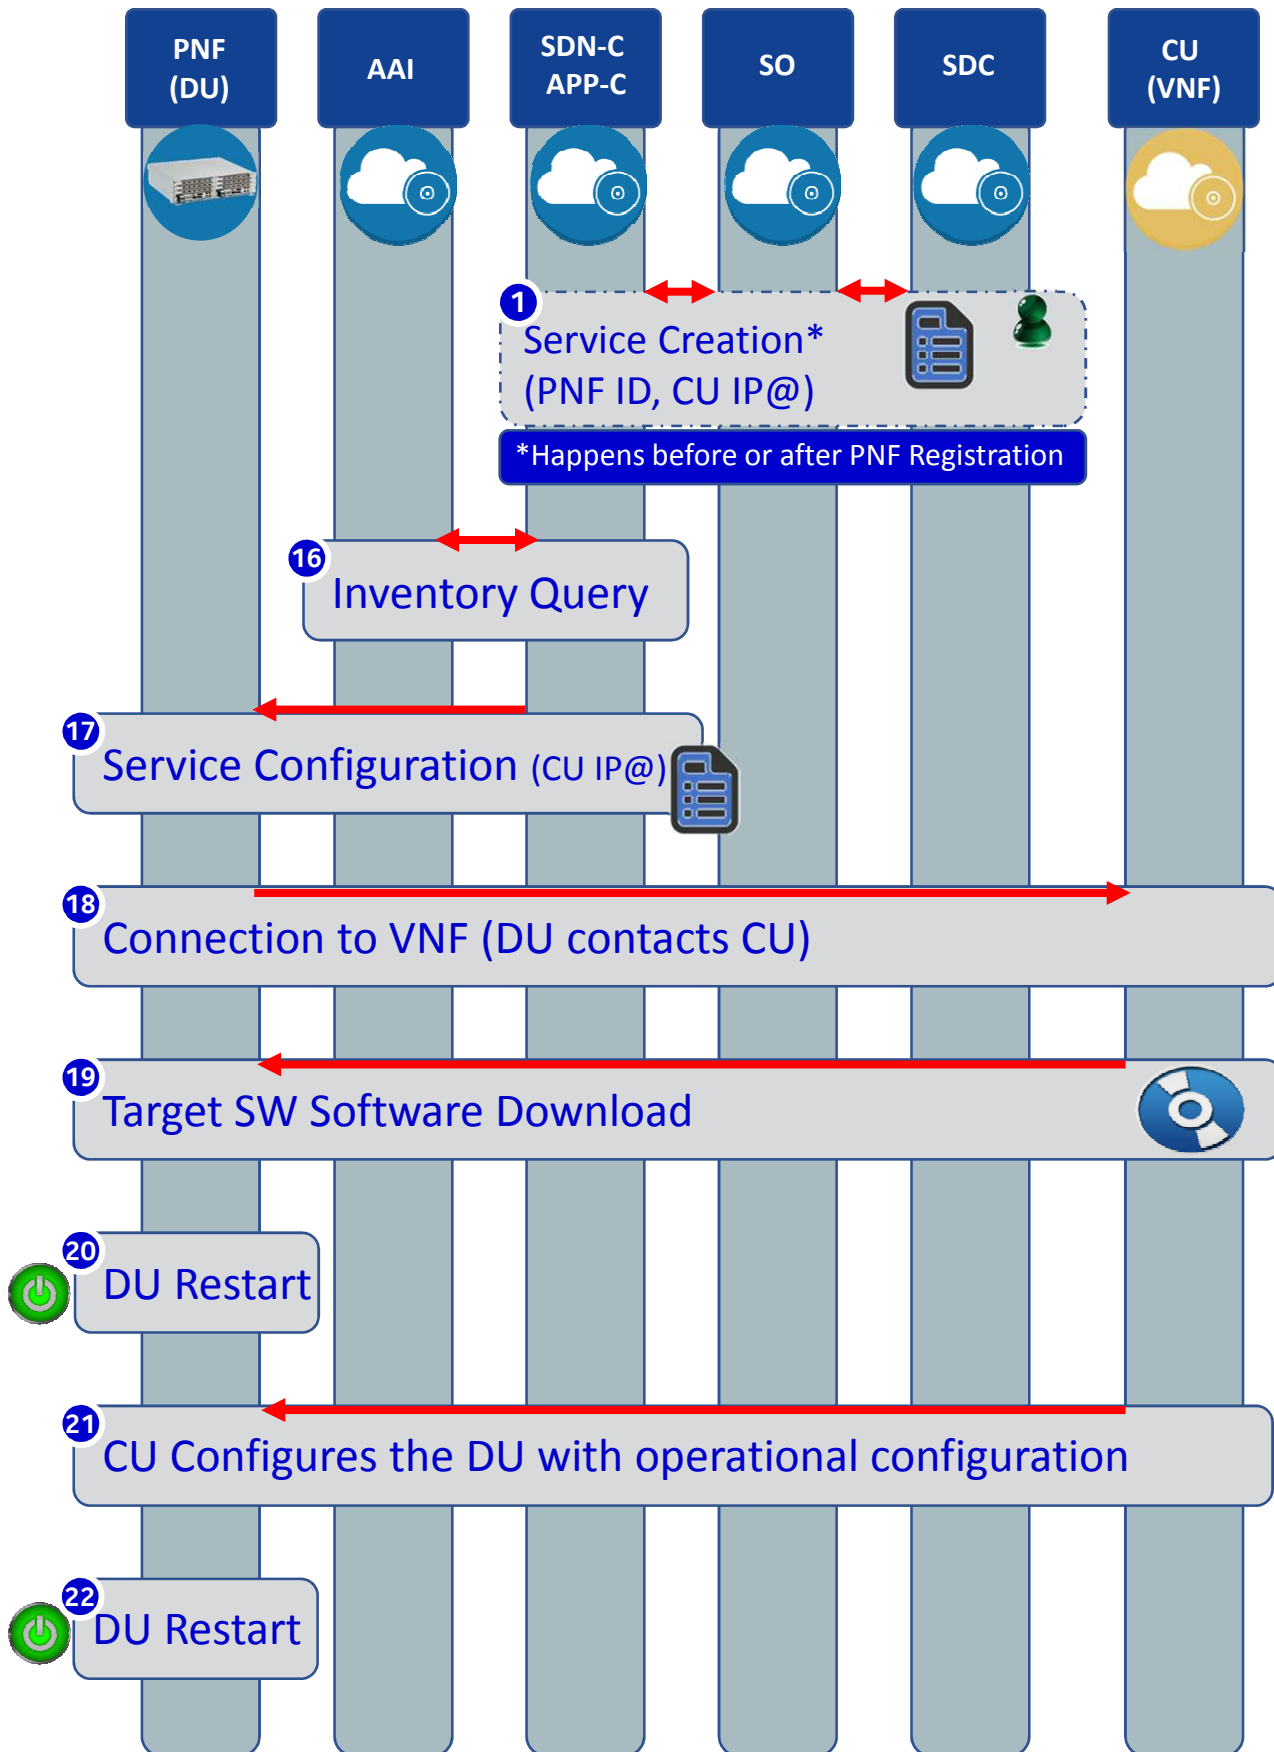 PNF
(DU)
AAI
SDN-C
APP-C
SO
SDC
CU
(VNF)
1
Service Creation*
(PNF ID, CU IP@)
*Happens before or after PNF Registration
16
Inventory Query
17
Service Configuration (CU IP@)
18
Connection to VNF (DU contacts CU)
19
Target SW Software Download
20
DU Restart
21
CU Configures the DU with operational configuration
22
DU Restart